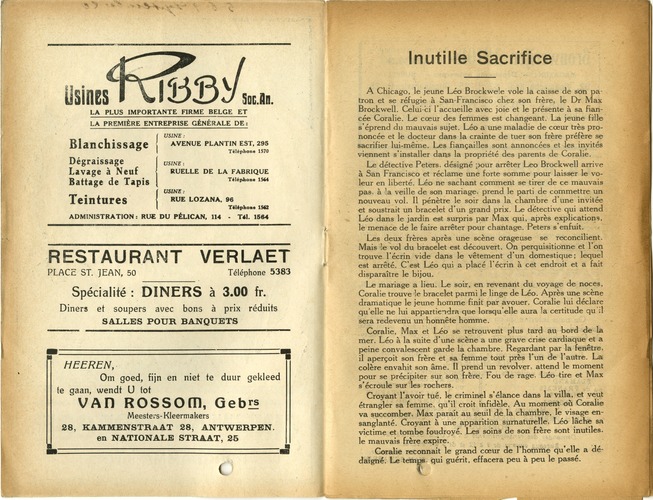 Usines RIBBY Soc. An.
LA PLUS IMPORTANTE FIRME BELGE ET
LA PREMIÈRE ENTREPRISE GÉNÉRALE DE :
Blanchissage
USINE :
AVENUE PLANTIN EST, 295
Téléphone 1570
Dégraissage
Lavage à Neuf
Battage de Tapis
USINE :
RUELLE DE LA FABRIQUE
Téléphone 1564
Teintures
USINE :
RUE LOZANA, 96
Téléphone 1562
ADMINISTRATION : RUE DU PÉLICAN, 114 - Tél. 1564
RESTAURANT VERLAET
PLACE ST. JEAN, 50 Téléphone 5383
Spécialité : DINERS à 3.00 fr.
Diners et soupers avec bons à prix réduits
SALLES POUR BANQUETS
HEEREN,
Om goed, fijn en niet te duur gekleed
te gaan, wendt U tot
VAN ROSSOM, Gebrs
Meesters-Kleermakers
28, KAMMENSTRAAT 28, ANTWERPEN.
en NATIONALE STRAAT, 25
Inutille Sacrifice
A Chicago, le jeune Léo Brockwele vole la caisse de son pa-
tron et se réfugie à San-Francisco chez son frère, le Dr Max
Brockwell. Celui-ci l'accueille avec joie et le présente à sa fian-
cée Coralie. Le cœur des femmes est changeant. La jeune fille
s'éprend du mauvais sujet. Léo a une maladie de cœur très pro-
noncée et le docteur dans la crainte de tuer son frère préfère se
sacrifier lui-même. Les fiançailles sont annoncées et les invités
viennent s'installer dans la propriété des parents de Coralie.
Le détective Peters, désigné pour arrêter Léo Brockwell arrive
à San Francisco et réclame une forte somme pour laisser le vo-
leur en liberté. Léo ne sachant comment se tirer de ce mauvais
pas, à la veille de son mariage, prend le parti de commettre un
nouveau vol. Il pénètre le soir dans la chambre d'une invitée
et soustrait un bracelet d'un grand prix. Le détective qui attend
Léo dans le jardin est surpris par Max qui, après explications,
le menace de le faire arrêter pour chantage. Peters s'enfuit.
Les deux frères après une scène orageuse se reconcilient.
Mais le vol du bracelet est découvert. On perquisitionne et l'on
trouve l'écrin vide dans le vêtement d'un domestique; lequel
est arrêté. C'est Léo qui a placé l'écrin à cet endroit et a fait
disparaître le bijou.
Le mariage a lieu. Le soir, en revenant du voyage de noces,
Coralie trouve le bracelet parmi le linge de Léo. Après une scène
dramatique le jeune homme finit par avouer. Coralie lui déclare
qu'elle ne lui appartiendra que lorsqu'elle aura la certitude qu'il
sera redevenu un honnête homme.
Coralie, Max et Léo se retrouvent plus tard au bord de la
mer. Léo à la suite d'une scène a une grave crise cardiaque et a
peine convalescent garde la chambre. Regardant par la fenêtre,
il aperçoit son frère et sa femme tout près l'un de l'autre. La
colère envahit son âme. Il prend un revolver. attend le moment
pour se précipiter sur son frère. Fou de rage. Léo tire et Max
s'écroule sur les rochers.
Croyant l'avoir tué, le criminel s'élance dans la villa, et veut
étrangler sa femme, qu'il croit infidèle. Au moment où Coralie
va succomber, Max parait au seuil de la chambre, le visage en-
sanglanté. Croyant à une apparition surnaturelle. Léo lâche sa
victime et tombe foudroyé. Les soins de son frère sont inutiles.
le mauvais frère expire.
Coralie reconnait le grand cœur de l'homme qu'elle a dé-
daigné. Le temps, qui guérit, effacera peu à peu le passé.